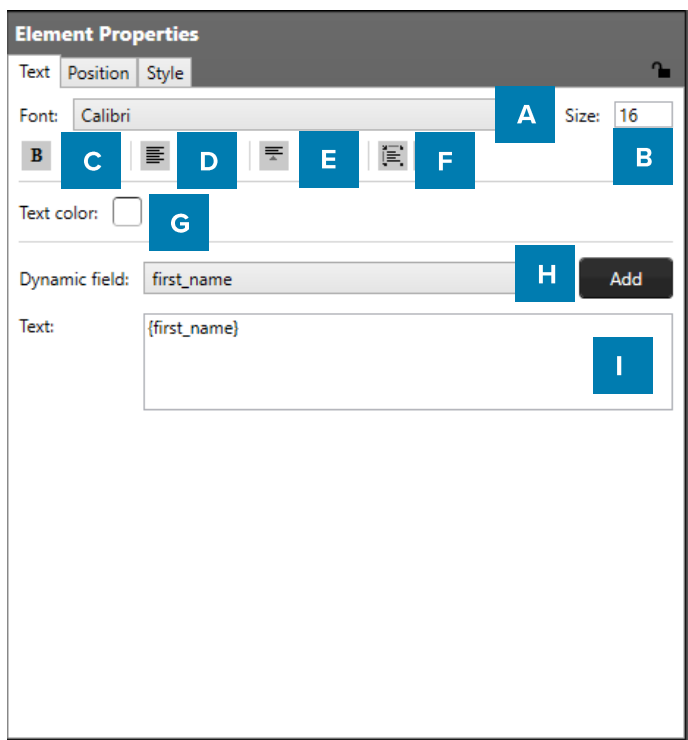 Element Properties
Text Position Style
Font: Calibri A Size: 16
B C D E F B
Text color: G
Dynamic field: first_name H Add
Text: {first_name}
I